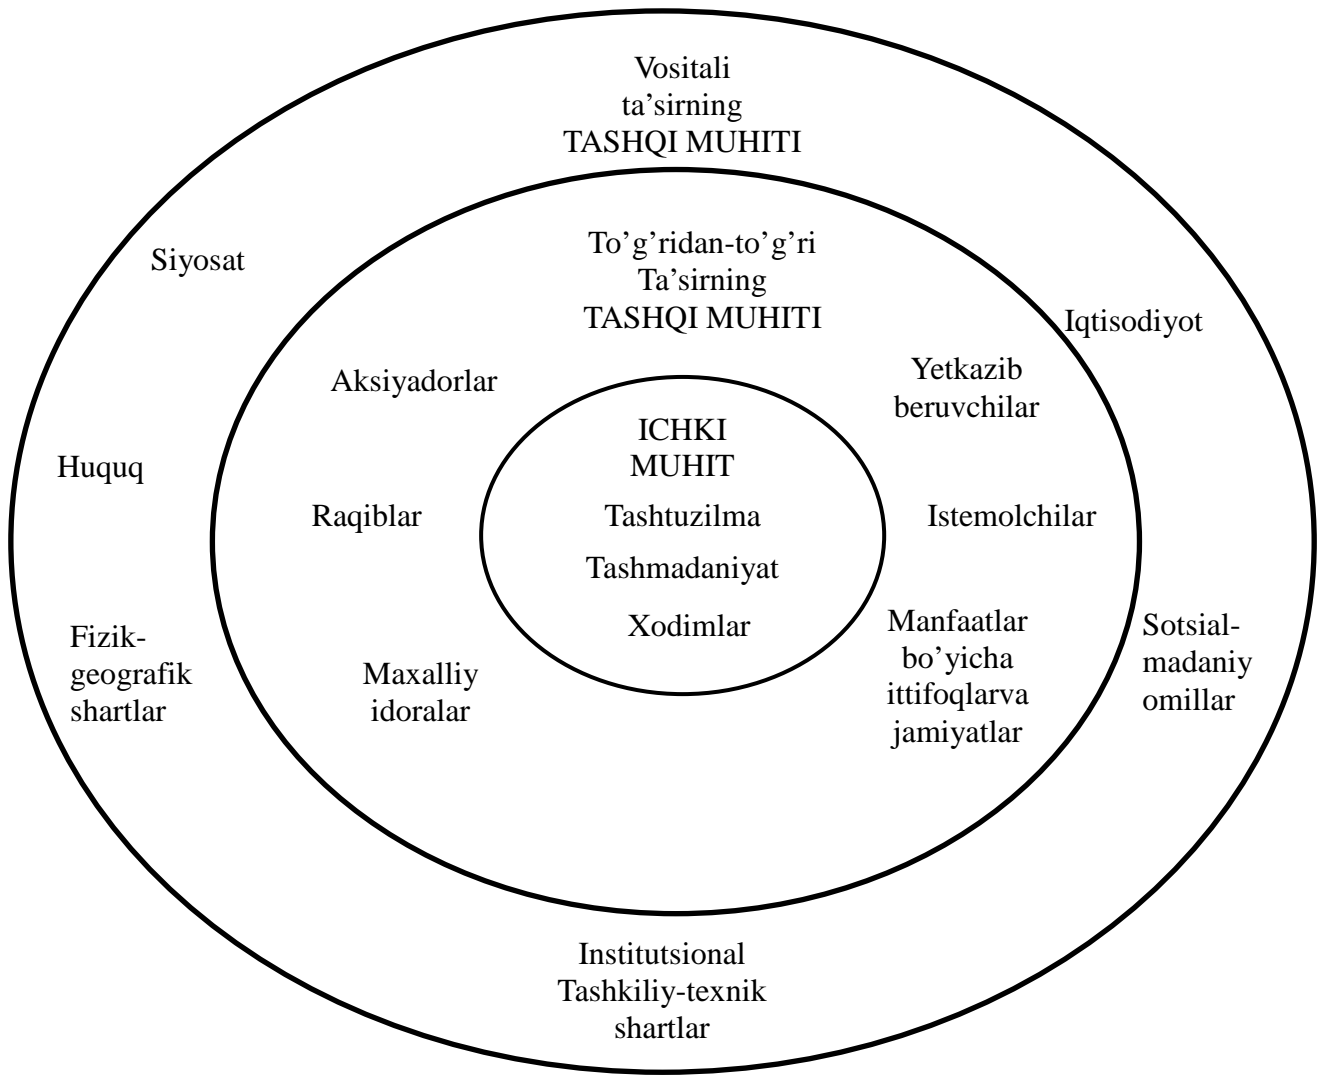 Vositali
ta’sirning
TASHQI MUHITI
To’g’ridan-to’g’ri
Ta’sirning
TASHQI MUHITI
Siyosat
Iqtisodiyot
Aksiyadorlar
Yetkazib
beruvchilar
ICHKI
MUHIT
Huquq
Raqiblar
Tashtuzilma
Istemolchilar
Tashmadaniyat
Xodimlar
Manfaatlar
bo’yicha
ittifoqlarva
jamiyatlar
Sotsial-
madaniy
omillar
Fizik-
geografik
shartlar
Maxalliy
idoralar
Institutsional
Tashkiliy-texnik
shartlar